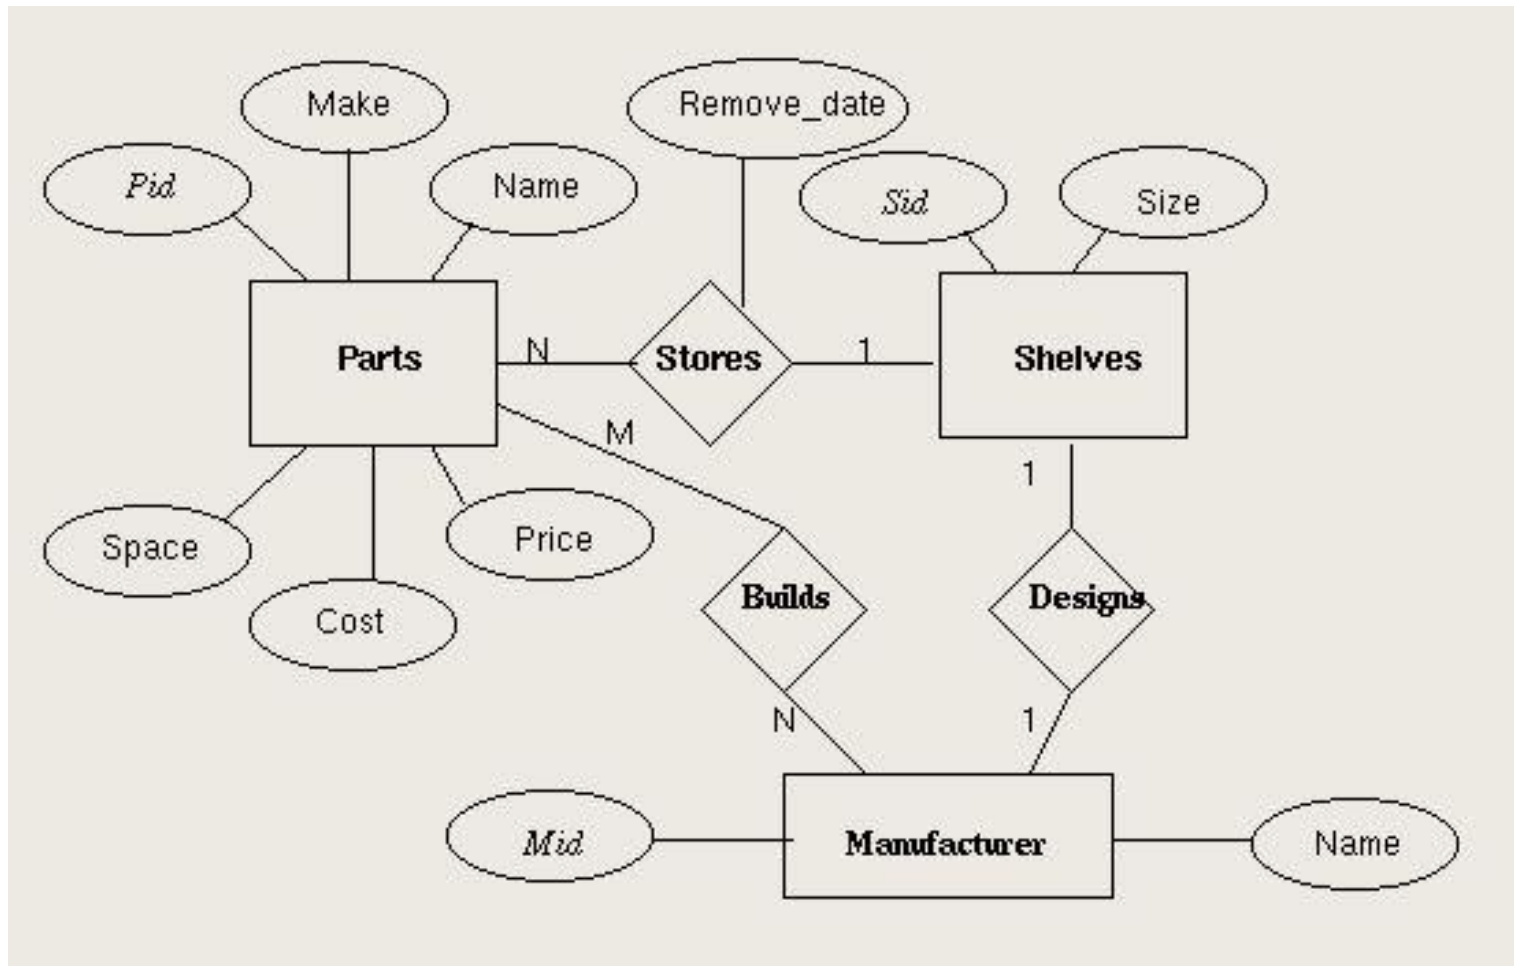 Make
Remove_date
Pid
Name
Sid
Size
Parts
N
Stores
1
Shelves
M
1
Space
Price
Cost
Builds
Designs
N
1
Mid
Manufacturer
Name